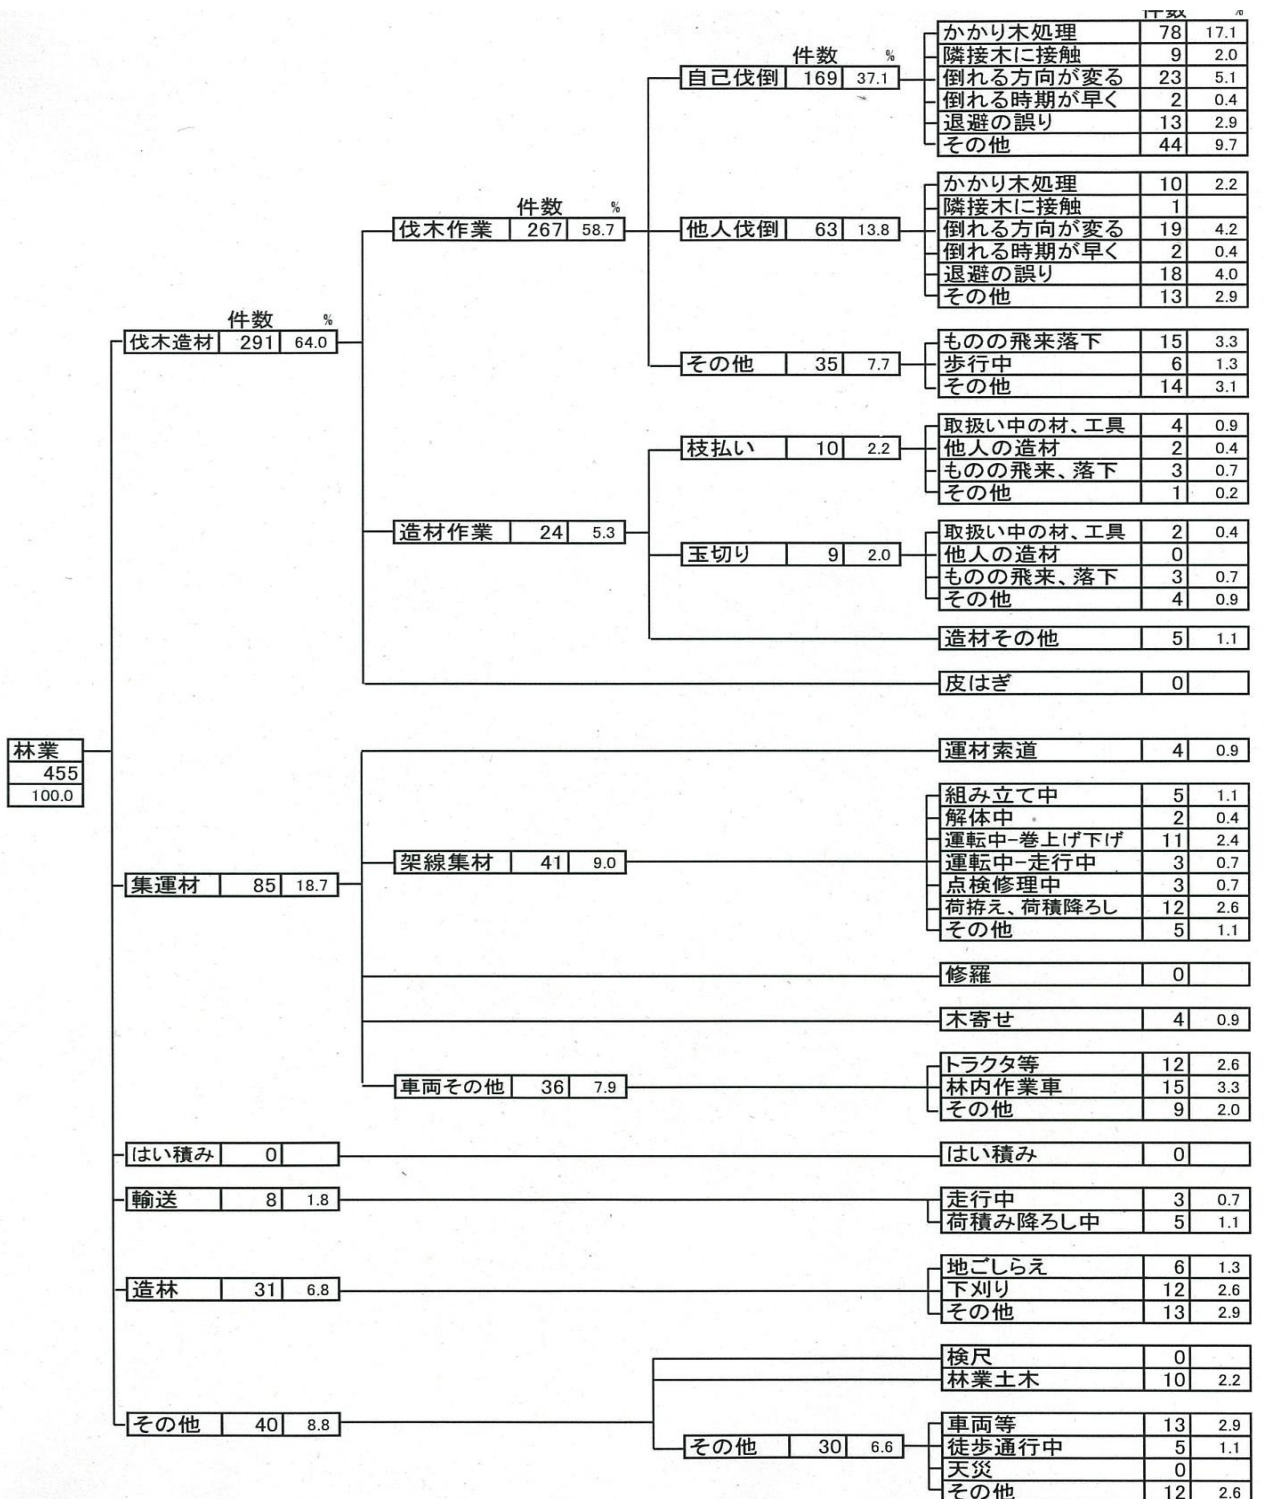 件数 %
かかり木処理 78 17.1
隣接木に接触 9 2.0
件数 %
自己伐倒 169 37.1
倒れる方向が変る 23 5.1
倒れる時期が早く 2 0.4
退避の誤り 13 2.9
その他 44 9.7
かかり木処理 10 2.2
隣接木に接触 1
件数 %
伐木作業 267 58.7
他人伐倒 63 13.8
倒れる方向が変る 19 4.2
倒れる時期が早く 2 0.4
退避の誤り 18 4.0
その他 13 2.9
件数 %
伐木造材 291 64.0
ものの飛来落下 15 3.3
その他 35 7.7
歩行中 6 1.3
その他 14 3.1
取扱い中の材、工具 4 0.9
枝払い 10 2.2
他人の造材 2 0.4
ものの飛来、落下 3 0.7
その他 1 0.2
造材作業 24 5.3
取扱い中の材、工具 2 0.4
玉切り 9 2.0
他人の造材 0
ものの飛来、落下 3 0.7
その他 4 0.9
造材その他 5 1.1
皮はぎ 0
林業
455
100.0
運材索道 4 0.9
組み立て中 5 1.1
解体中 2 0.4
運転中-巻上げ下げ 11 2.4
架線集材 41 9.0
運転中-走行中 3 0.7
集運材 85 18.7
点検修理中 3 0.7
荷拵え、荷積降ろし 12 2.6
その他 5 1.1
修羅 0
木寄せ 4 0.9
トラクタ等 12 2.6
車両その他 36 7.9
林内作業車 15 3.3
その他 9 2.0
はい積み 0
はい積み 0
輸送 8 1.8
走行中 3 0.7
荷積み降ろし中 5 1.1
地ごしらえ 6 1.3
造林 31 6.8
下刈り 12 2.6
その他 13 2.9
検尺 0
林業土木 10 2.2
その他 40 8.8
車両等 13 2.9
その他 30 6.6
徒歩通行中 5 1.1
天災 0
その他 12 2.6